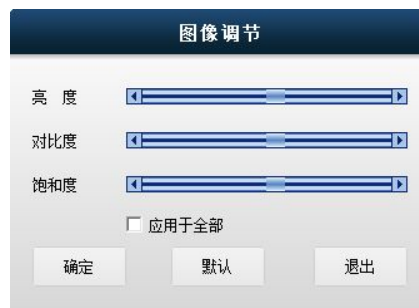 图像调节
亮 度
对比度
饱和度
应用于全部
确定 默认 退出